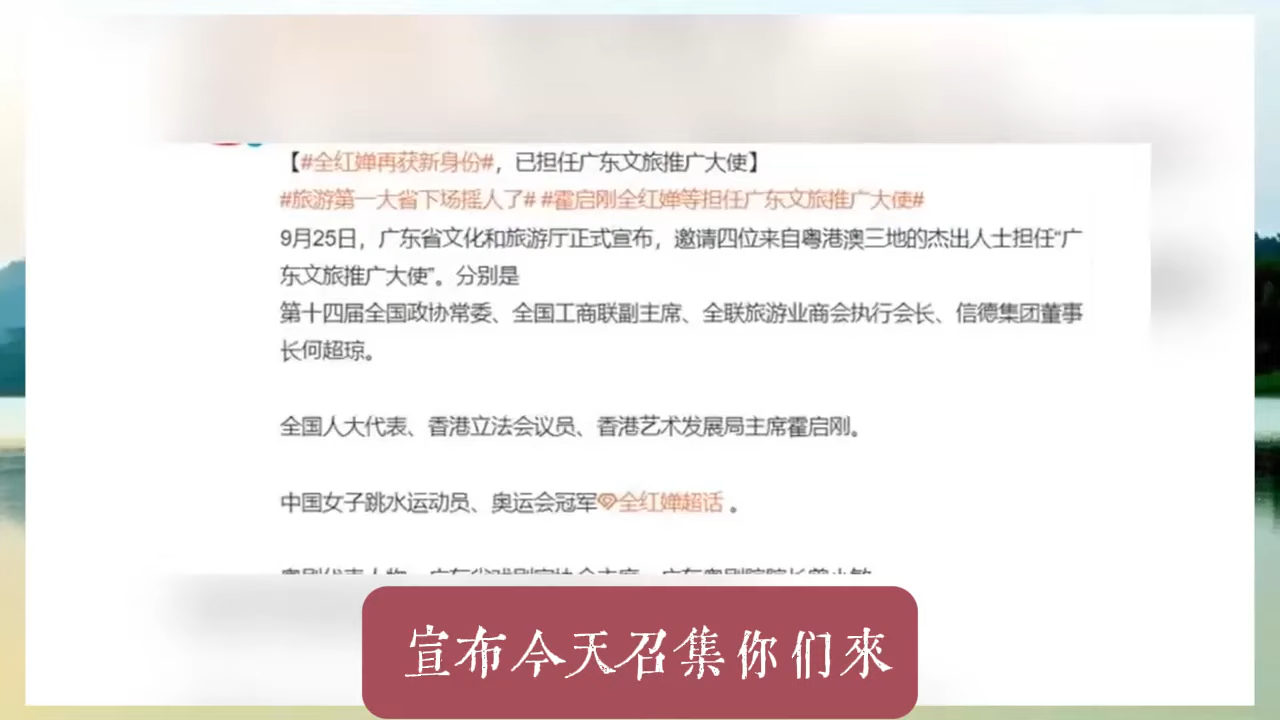 【#全红婵再获新身份#，已担任广东文旅推广大使】
#旅游第一大省下场摇人了# #霍启刚全红婵等担任广东文旅推广大使#
9月25日，广东省文化和旅游厅正式宣布，邀请四位来自粤港澳三地的杰出人士担任“广
东文旅推广大使”。分别是
第十四届全国政协常委、全国工商联副主席、全联旅游业商会执行会长、信德集团董事
长何超琼。
全国人大代表、香港立法会议员、香港艺术发展局主席霍启刚。
中国女子跳水运动员、奥运会冠军全红婵超话 。
宣布今天召集你们來